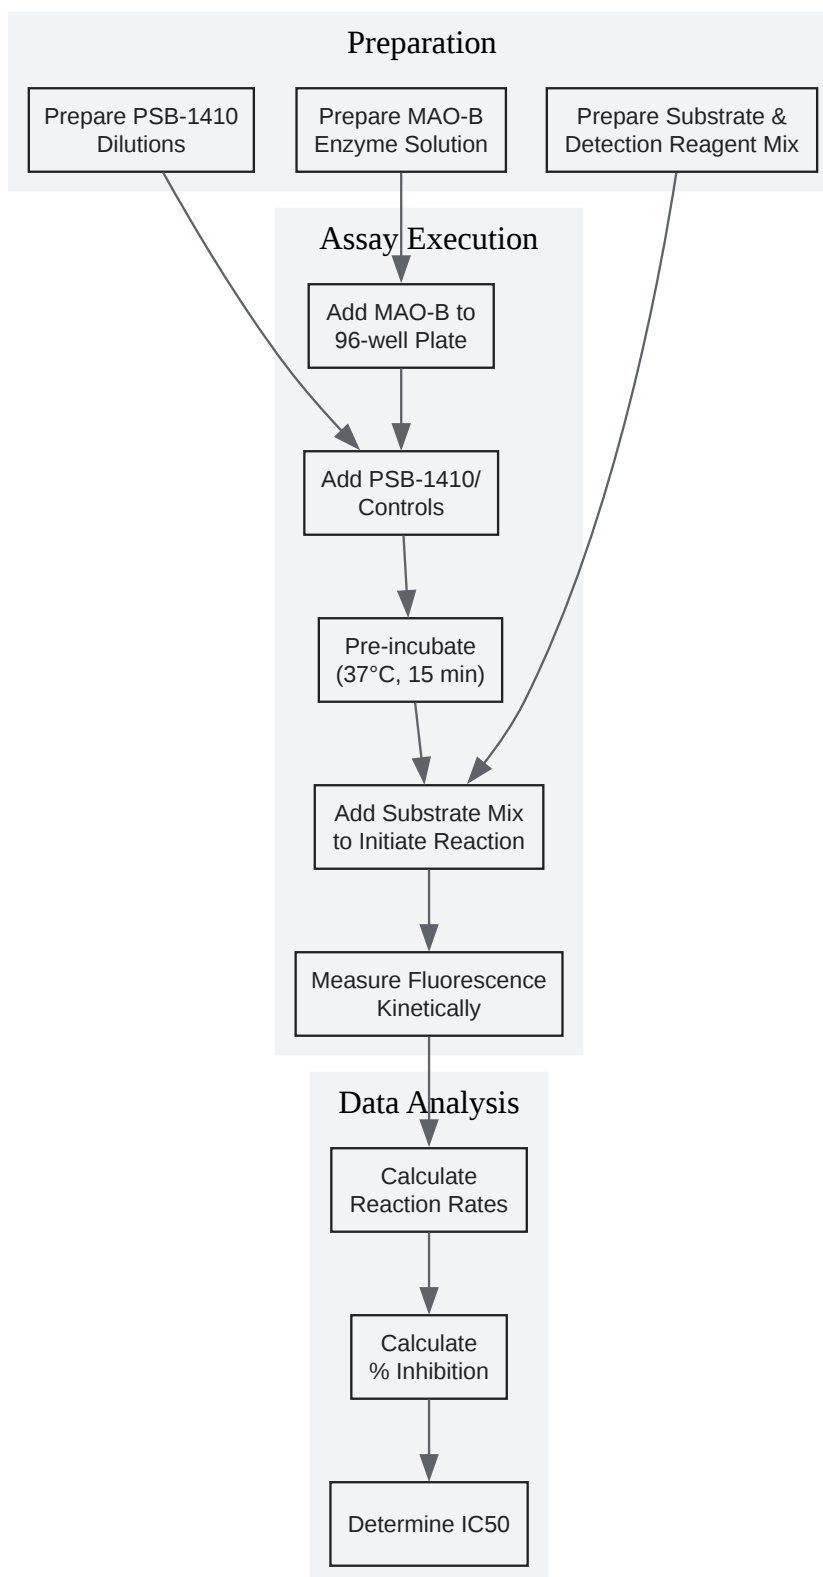 Preparation
Prepare PSB-1410
Dilutions
Prepare MAO-B
Enzyme Solution
Prepare Substrate &
Detection Reagent Mix
Assay Execution
Add MAO-B to
96-well Plate
Add PSB-1410/
Controls
Pre-incubate
(37°C, 15 min)
Add Substrate Mix
to Initiate Reaction
Measure Fluorescence
Kinetically
Data Analysis
Calculate
Reaction Rates
Calculate
% Inhibition
Determine IC50